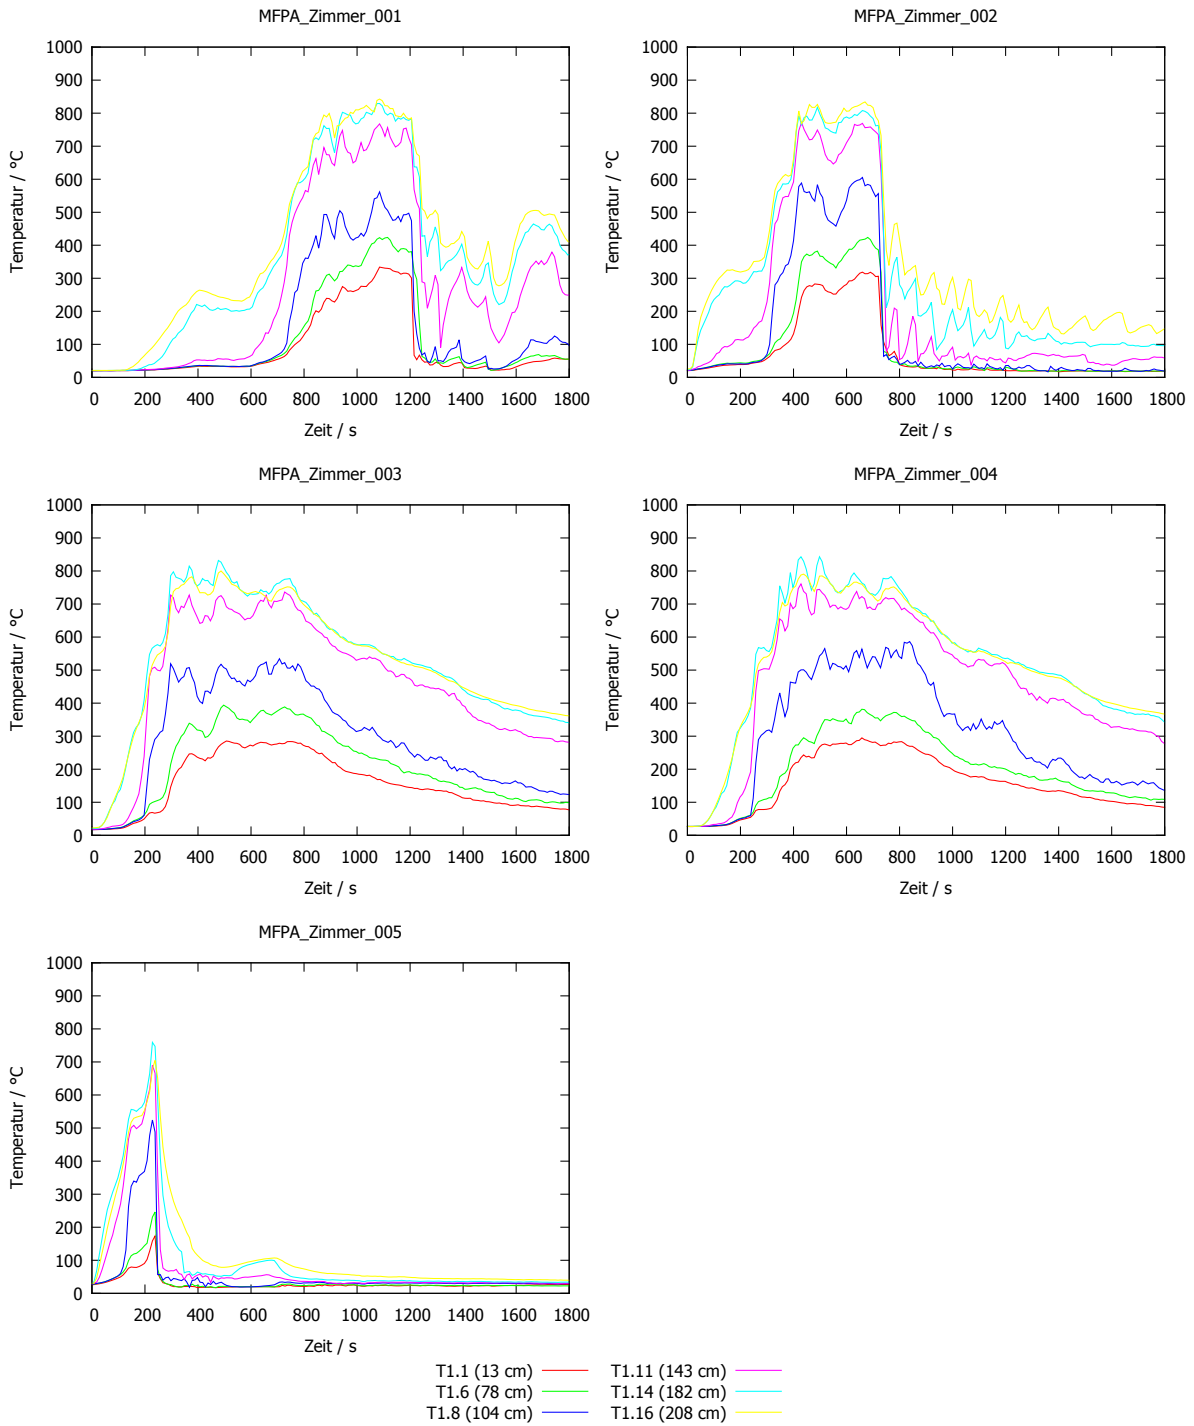 MFPA_Zimmer_001
MFPA_Zimmer_002
1000
900
800
700
600
500
400
300
200
100
0
Temperatur / °C
0 200 400 600 800 1000 1200 1400 1600 1800
Zeit / s
1000
900
800
700
600
500
400
300
200
100
0
Temperatur / °C
0 200 400 600 800 1000 1200 1400 1600 1800
Zeit / s
MFPA_Zimmer_003
MFPA_Zimmer_004
1000
900
800
700
600
500
400
300
200
100
0
Temperatur / °C
0 200 400 600 800 1000 1200 1400 1600 1800
Zeit / s
1000
900
800
700
600
500
400
300
200
100
0
Temperatur / °C
0 200 400 600 800 1000 1200 1400 1600 1800
Zeit / s
MFPA_Zimmer_005
1000
900
800
700
600
500
400
300
200
100
0
Temperatur / °C
0 200 400 600 800 1000 1200 1400 1600 1800
Zeit / s
T1.1 (13 cm)
T1.6 (78 cm)
T1.8 (104 cm)
T1.11 (143 cm)
T1.14 (182 cm)
T1.16 (208 cm)